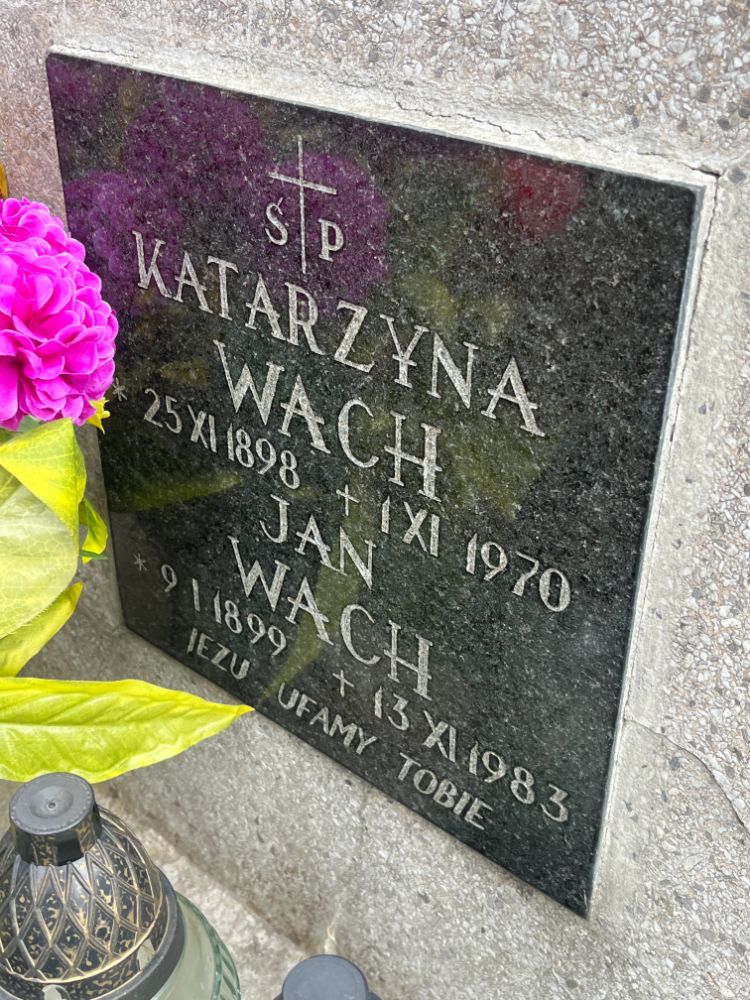 Ś P
KATARZYNA
WACH
* 25 XI 1898 + 1 XI 1970
JAN
WACH
* 9 I 1899 + 13 XI 1983
JEZU UFAMY TOBIE